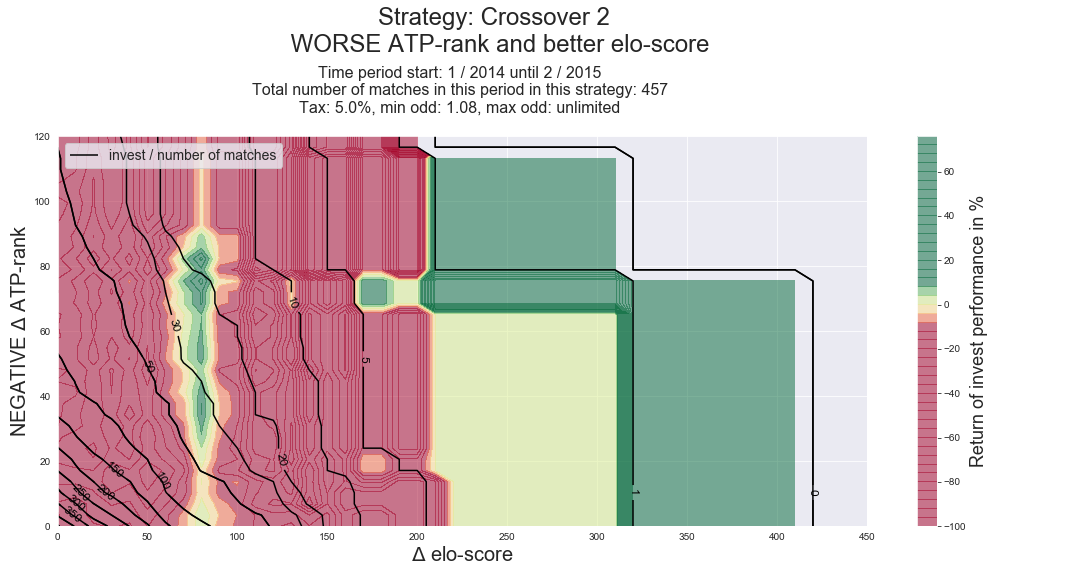 Strategy: Crossover 2
WORSE ATP-rank and better elo-score
Time period start: 1 / 2014 until 2 / 2015
Total number of matches in this period in this strategy: 457
Tax: 5.0%, min odd: 1.08, max odd: unlimited
invest / number of matches
NEGATIVE Δ ATP-rank
120
100
80
60
40
20
0
0 50 100 150 200 250 300 350 400 450
Δ elo-score
30
10
5
50
20
100
200
1
0
60
40
20
0
−20
−40
−60
−80
−100
Return of invest performance in %